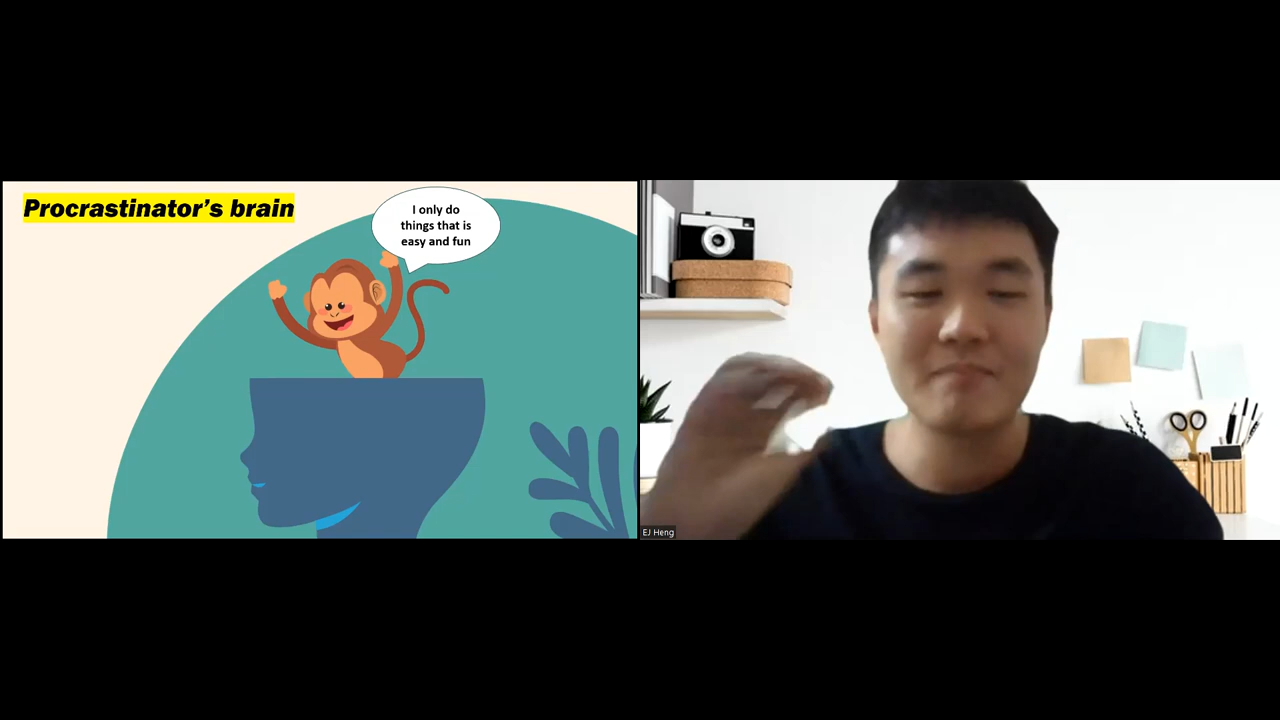 Procrastinator's brain
I only do
things that is
easy and fun
EJ Heng